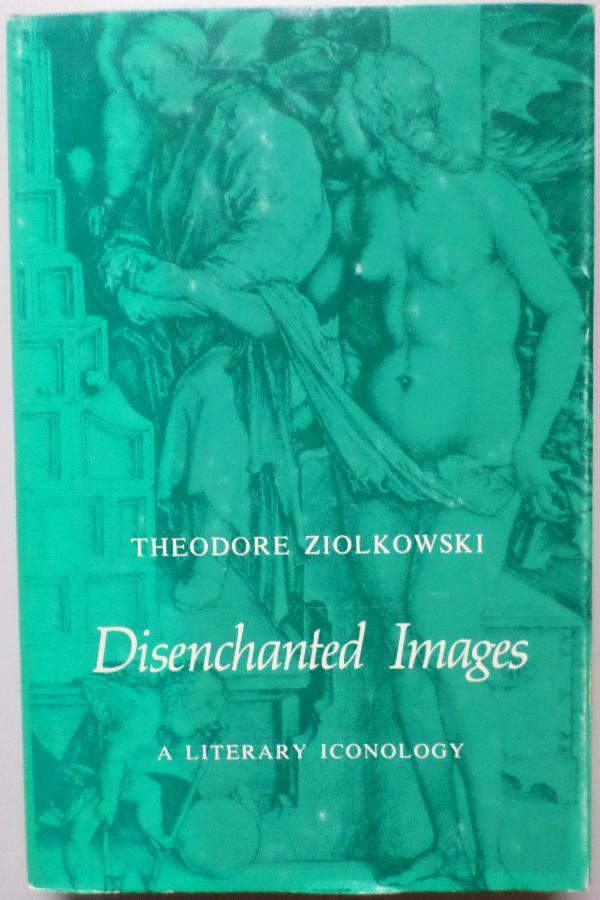 THEODORE ZIOLKOWSKI
Disenchanted Images
A LITERARY ICONOLOGY